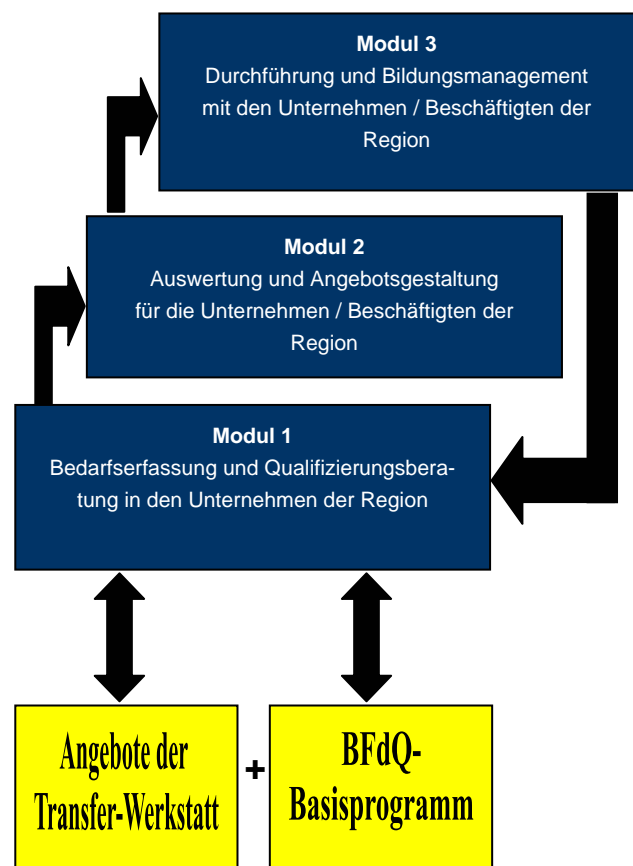 Modul 3
Durchführung und Bildungsmanagement
mit den Unternehmen / Beschäftigten der
Region
Modul 2
Auswertung und Angebotsgestaltung
für die Unternehmen / Beschäftigten der
Region
Modul 1
Bedarfserfassung und Qualifizierungsbera-
tung in den Unternehmen der Region
Angebote der
Transfer-Werkstatt
+
BFdQ-
Basisprogramm